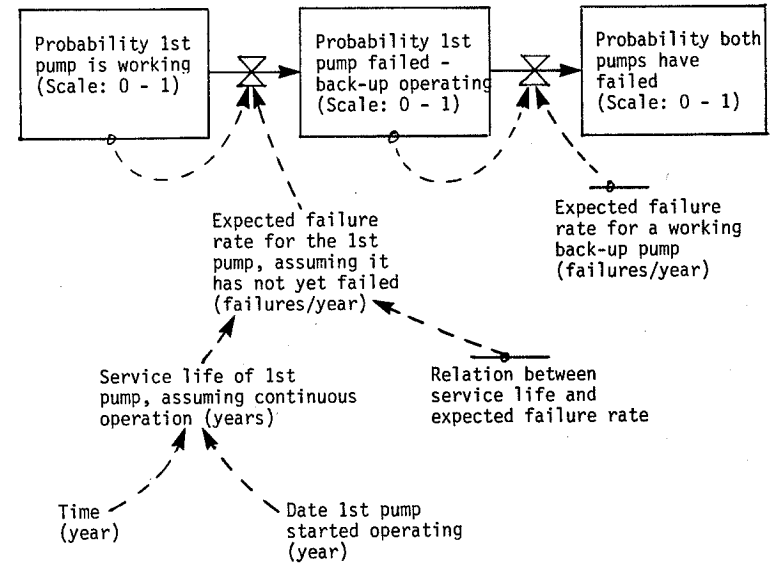 Probability 1st
pump is working
(Scale: 0 - 1)
Probability 1st
pump failed -
back-up operating
(Scale: 0 - 1)
Probability both
pumps have
failed
(Scale: 0 - 1)
Expected failure
rate for the 1st
pump, assuming it
has not yet failed
(failures/year)
Expected failure
rate for a working
back-up pump
(failures/year)
Service life of 1st
pump, assuming continuous
operation (years)
Relation between
service life and
expected failure rate
Time
(year)
Date 1st pump
started operating
(year)